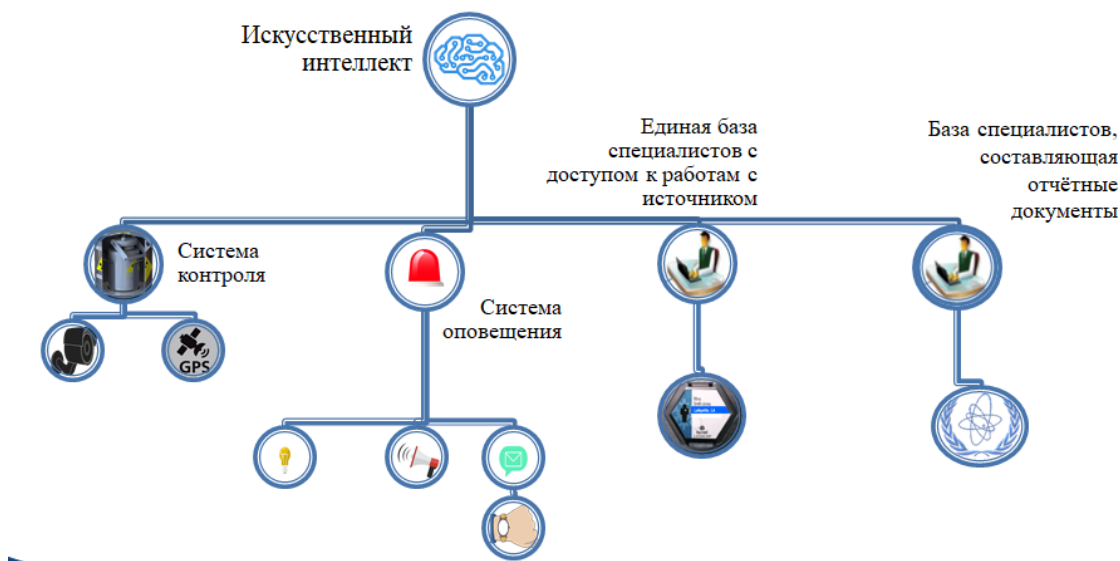 Искусственный
интеллект
Единая база
специалистов с
доступом к работам с
источником
База специалистов,
составляющая
отчётные
документы
Система
контроля
Система
оповещения
GPS